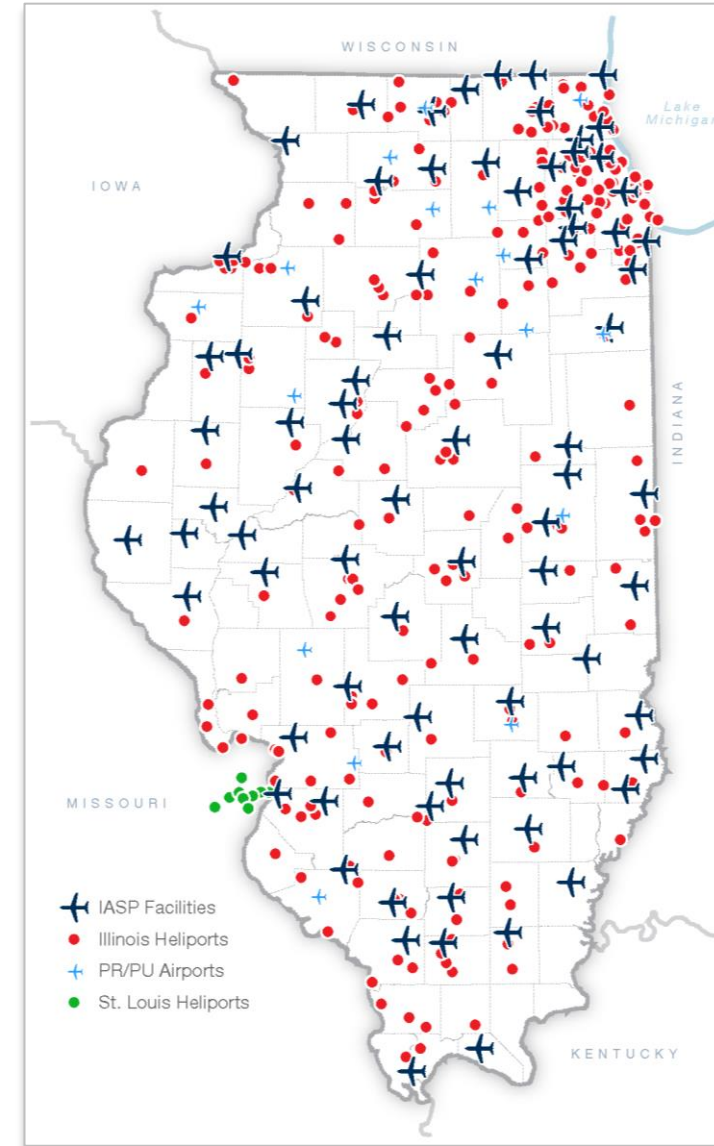 WISCONSIN
Lake
Michigan
IOWA
INDIANA
MISSOURI
IASP Facilities
Illinois Heliports
PR/PU Airports
St. Louis Heliports
KENTUCKY